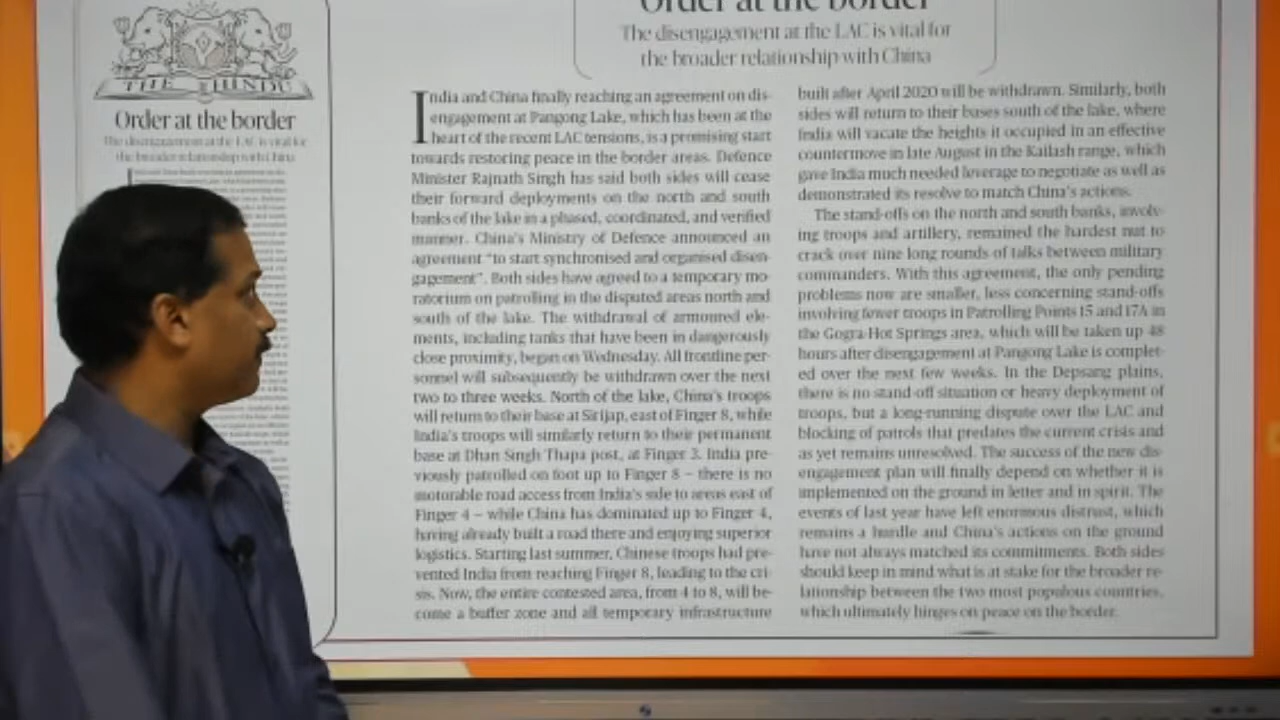 THE HINDU
Order at the border
The disengagement at the LAC is vital for
the broader relationship with China
Order at the border
The disengagement at the LAC is vital for
the broader relationship with China
India and China finally reaching an agreement on dis-
engagement at Pangong Lake, which has been at the
heart of the recent LAC tensions, is a promising start
towards restoring peace in the border areas. Defence
Minister Rajnath Singh has said both sides will cease
their forward deployments on the north and south
banks of the lake in a phased, coordinated, and verified
manner. China's Ministry of Defence announced an
agreement "to start synchronised and organised disen-
gagement". Both sides have agreed to a temporary mo-
ratorium on patrolling in the disputed areas north and
south of the lake. The withdrawal of armoured ele-
ments, including tanks that have been in dangerously
close proximity, began on Wednesday. All frontline per-
sonnel will subsequently be withdrawn over the next
two to three weeks. North of the lake, China's troops
will return to their base at Sirijap, east of Finger 8, while
India's troops will similarly return to their permanent
base at Dhan Singh Thapa post, at Finger 3. India pre-
viously patrolled on foot up to Finger 8 – there is no
motorable road access from India's side to areas east of
Finger 4 – while China has dominated up to Finger 4,
having already built a road there and enjoying superior
logistics. Starting last summer, Chinese troops had pre-
vented India from reaching Finger 8, leading to the cri-
sis. Now, the entire contested area, from 4 to 8, will be-
come a buffer zone and all temporary infrastructure
built after April 2020 will be withdrawn. Similarly, both
sides will return to their bases south of the lake, where
India will vacate the heights it occupied in an effective
countermove in late August in the Kailash range, which
gave India much needed leverage to negotiate as well as
demonstrated its resolve to match China's actions.
The stand-offs on the north and south banks, involv-
ing troops and artillery, remained the hardest nut to
crack over nine long rounds of talks between military
commanders. With this agreement, the only pending
problems now are smaller, less concerning stand-offs
involving fewer troops in Patrolling Points 15 and 17A in
the Gogra-Hot Springs area, which will be taken up 48
hours after disengagement at Pangong Lake is complet-
ed over the next few weeks. In the Depsang plains,
there is no stand-off situation or heavy deployment of
troops, but a long-running dispute over the LAC and
blocking of patrols that predates the current crisis and
as yet remains unresolved. The success of the new dis-
engagement plan will finally depend on whether it is
implemented on the ground in letter and in spirit. The
events of last year have left enormous distrust, which
remains a hurdle and China's actions on the ground
have not always matched its commitments. Both sides
should keep in mind what is at stake for the broader re-
lationship between the two most populous countries,
which ultimately hinges on peace on the border.